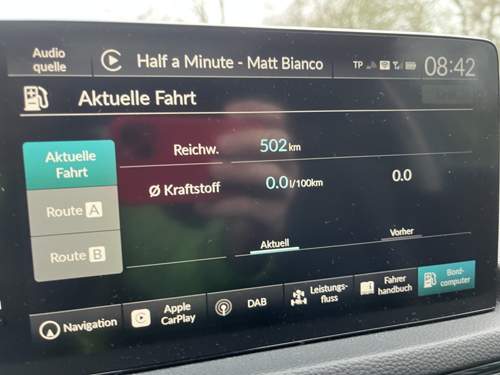 Audio
quelle
Half a Minute - Matt Bianco
TP
08:42
Aktuelle Fahrt
Aktuelle
Fahrt
Reichw.
502 km
Route A
Ø Kraftstoff
0.0 l/100km
0.0
Route B
Aktuell
Vorher
Navigation
Apple
CarPlay
DAB
Leistungs-
fluss
Fahrer
handbuch
Bord-
computer